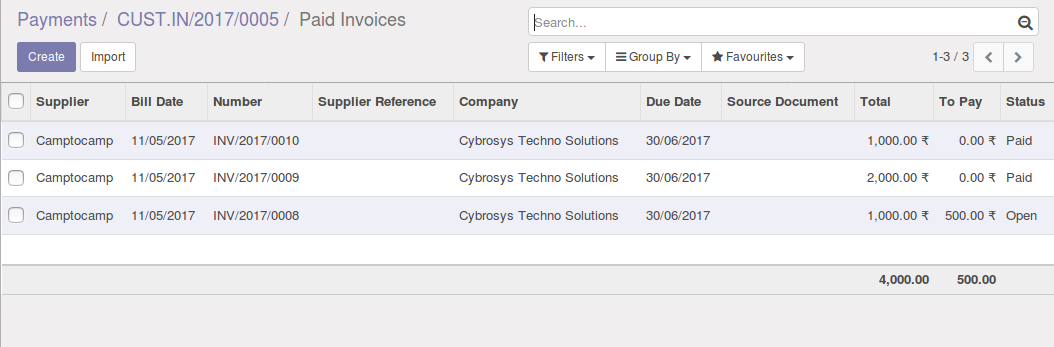 Payments / CUST.IN/2017/0005 / Paid Invoices
Search...
Create Import Filters Group By Favourites 1-3 / 3
Supplier Bill Date Number Supplier Reference Company Due Date Source Document Total To Pay Status
Camptocamp 11/05/2017 INV/2017/0010 Cybrosys Techno Solutions 30/06/2017 1,000.00 ₹ 0.00 ₹ Paid
Camptocamp 11/05/2017 INV/2017/0009 Cybrosys Techno Solutions 30/06/2017 2,000.00 ₹ 0.00 ₹ Paid
Camptocamp 11/05/2017 INV/2017/0008 Cybrosys Techno Solutions 30/06/2017 1,000.00 ₹ 500.00 ₹ Open
4,000.00 500.00